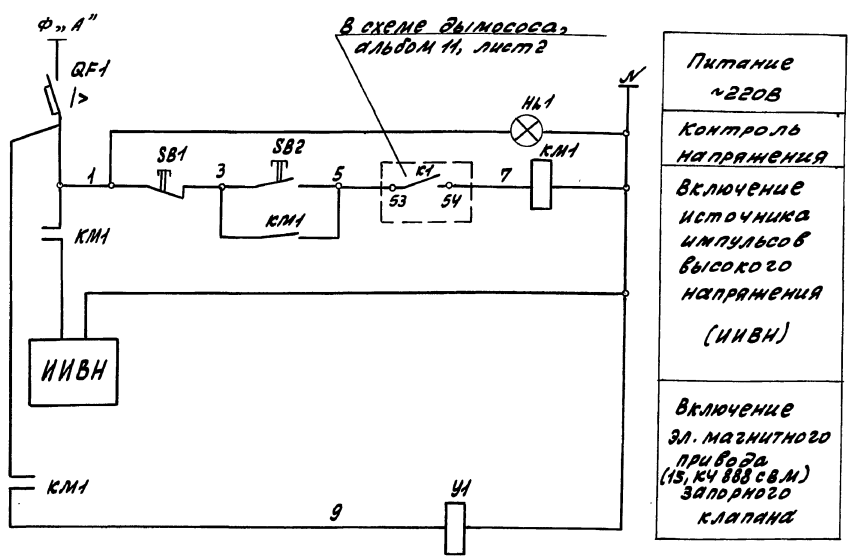 Ф„А"
В схеме дымососа,
альбом 11, лист 2
QF1
I>
N
HL1
SB1
SB2
K1
KM1
1
3
5
53
54
7
KM1
KM1
ИИВН
KM1
У1
9
Питание
~220В
Контроль
напряжения
Включение
источника
импульсов
высокого
напряжения
(ИИВН)
Включение
эл. магнитного
привода
(15, КЧ 888 СВМ)
запорного
клапана